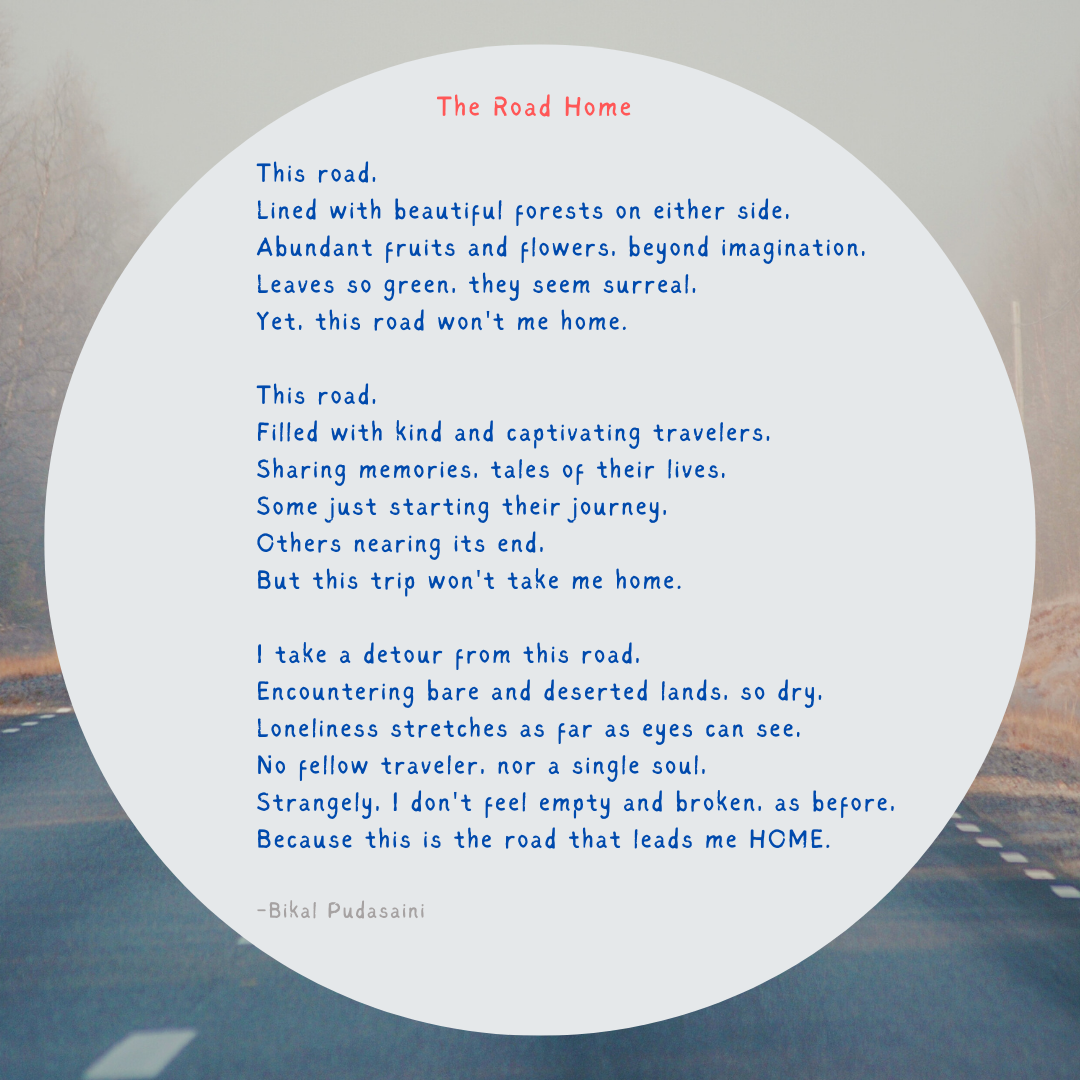 The Road Home
This road,
Lined with beautiful forests on either side,
Abundant fruits and flowers, beyond imagination,
Leaves so green, they seem surreal,
Yet, this road won't me home.
This road,
Filled with kind and captivating travelers,
Sharing memories, tales of their lives,
Some just starting their journey,
Others nearing its end,
But this trip won't take me home.
I take a detour from this road,
Encountering bare and deserted lands, so dry,
Loneliness stretches as far as eyes can see,
No fellow traveler, nor a single soul,
Strangely, I don't feel empty and broken, as before,
Because this is the road that leads me HOME.
-Bikal Pudasaini